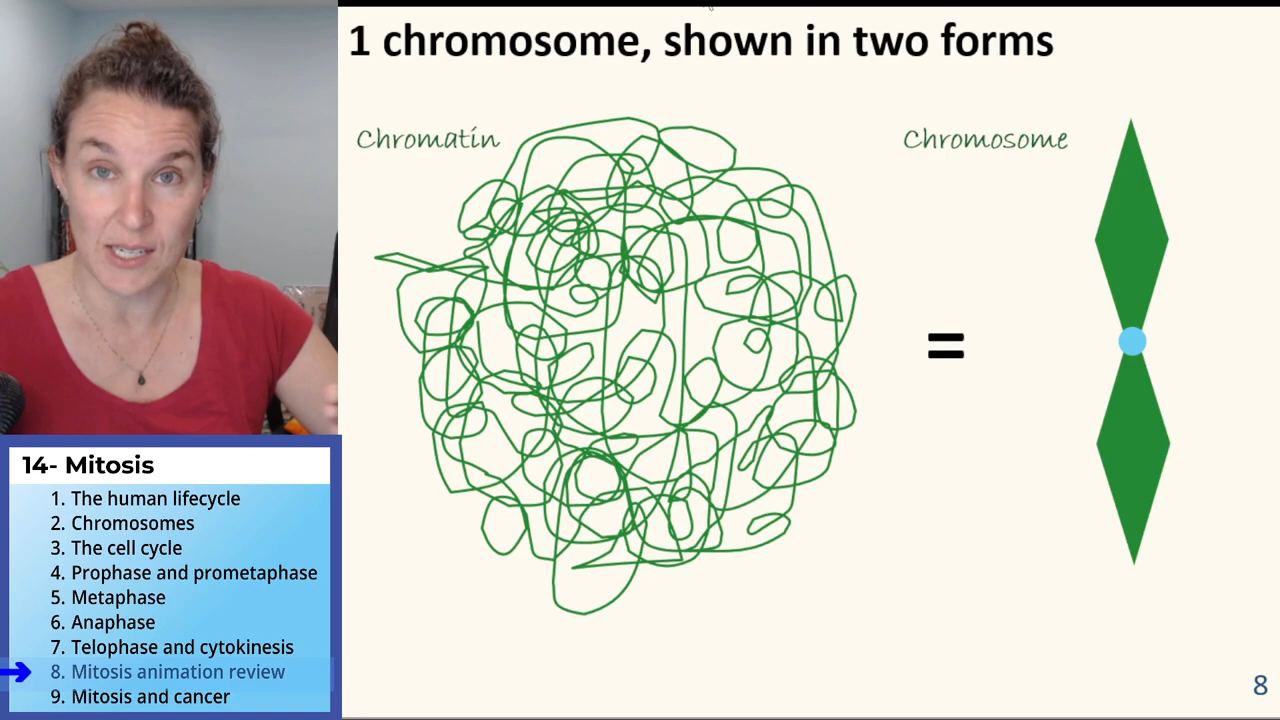 1 chromosome, shown in two forms
Chromatin
Chromosome
=
14- Mitosis
1. The human lifecycle
2. Chromosomes
3. The cell cycle
4. Prophase and prometaphase
5. Metaphase
6. Anaphase
7. Telophase and cytokinesis
8. Mitosis animation review
9. Mitosis and cancer
8